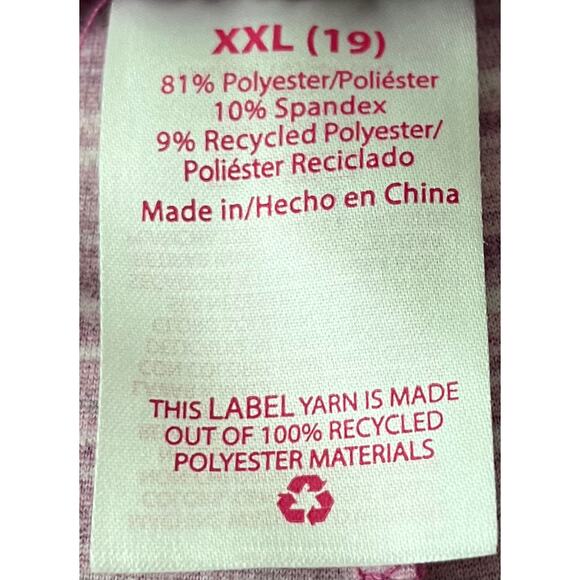 XXL (19)
81% Polyester/Poliéster
10% Spandex
9% Recycled Polyester/
Poliéster Reciclado
Made in/Hecho en China
THIS LABEL YARN IS MADE
OUT OF 100% RECYCLED
POLYESTER MATERIALS